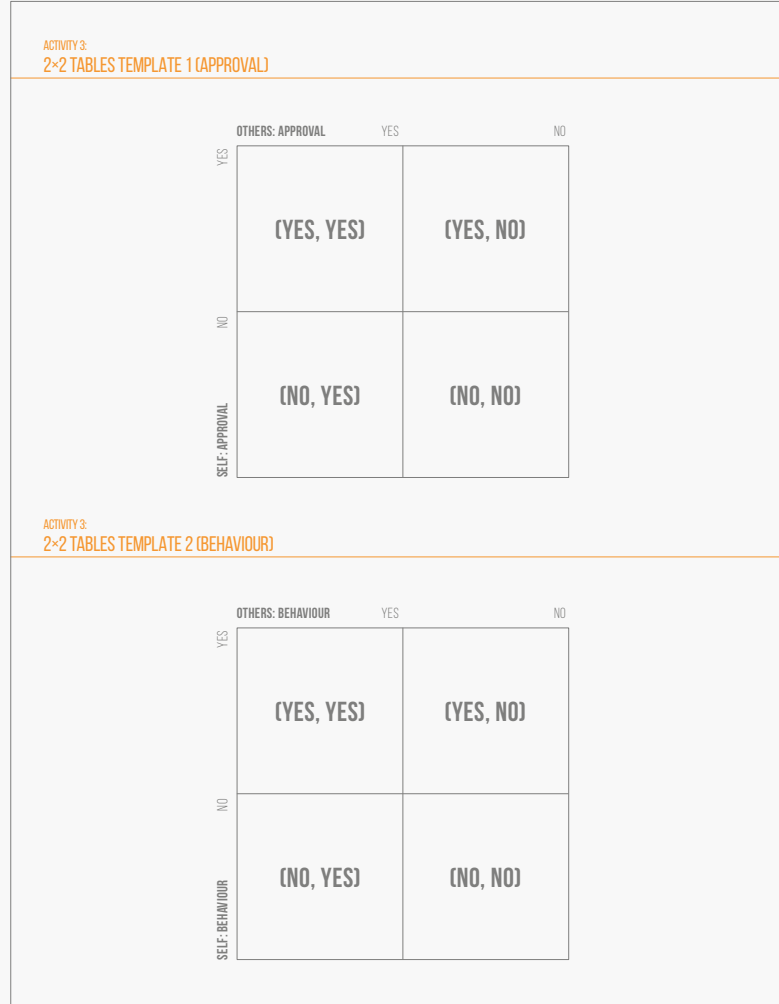 ACTIVITY 3:
2×2 TABLES TEMPLATE 1 (APPROVAL)
OTHERS: APPROVAL YES NO
YES
(YES, YES) (YES, NO)
NO
(NO, YES) (NO, NO)
SELF: APPROVAL
ACTIVITY 3:
2×2 TABLES TEMPLATE 2 (BEHAVIOUR)
OTHERS: BEHAVIOUR YES NO
YES
(YES, YES) (YES, NO)
NO
(NO, YES) (NO, NO)
SELF: BEHAVIOUR